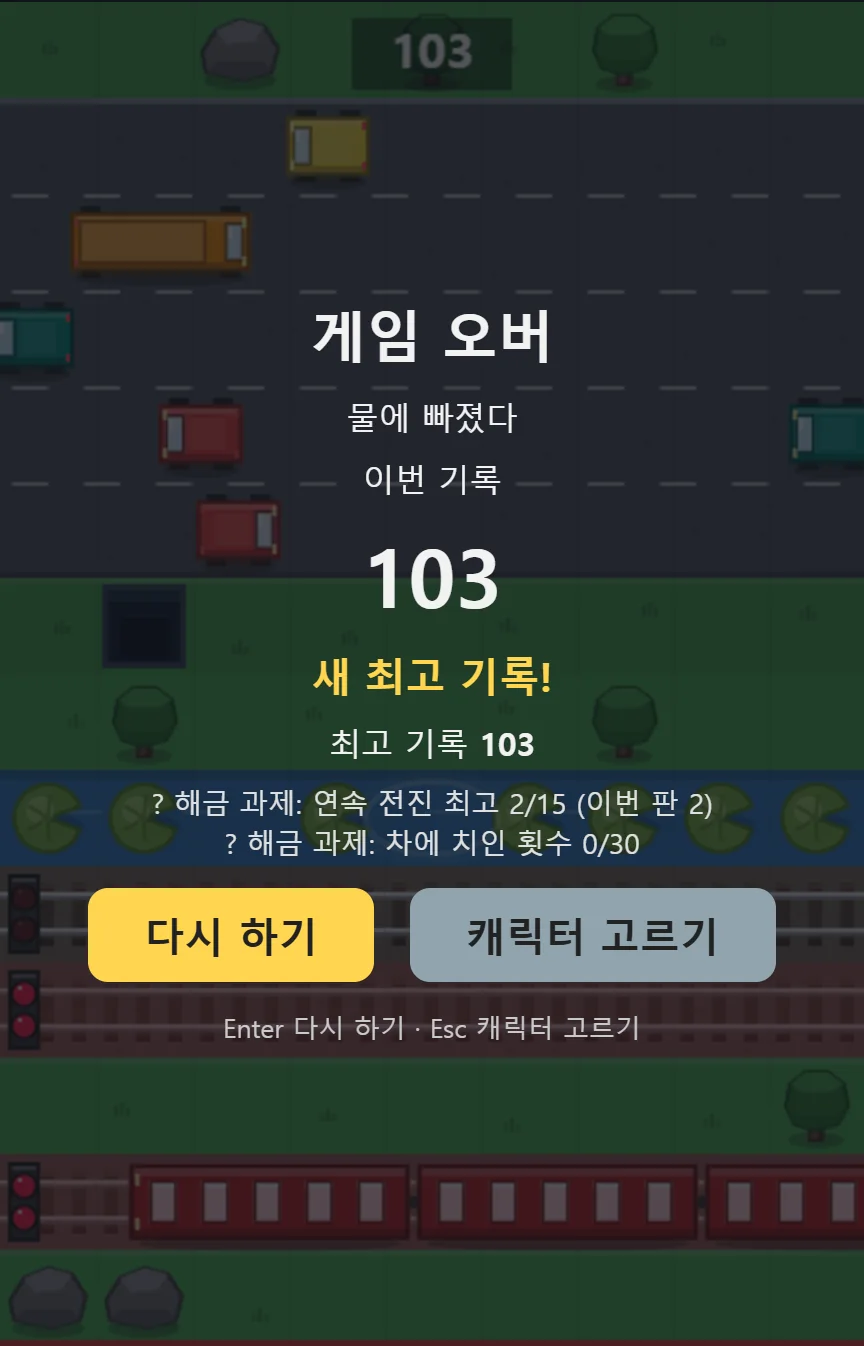 103
게임 오버
물에 빠졌다
이번 기록
103
새 최고 기록!
최고 기록 103
? 해금 과제: 연속 전진 최고 2/15 (이번 판 2)
? 해금 과제: 차에 치인 횟수 0/30
다시 하기
캐릭터 고르기
Enter 다시 하기 · Esc 캐릭터 고르기